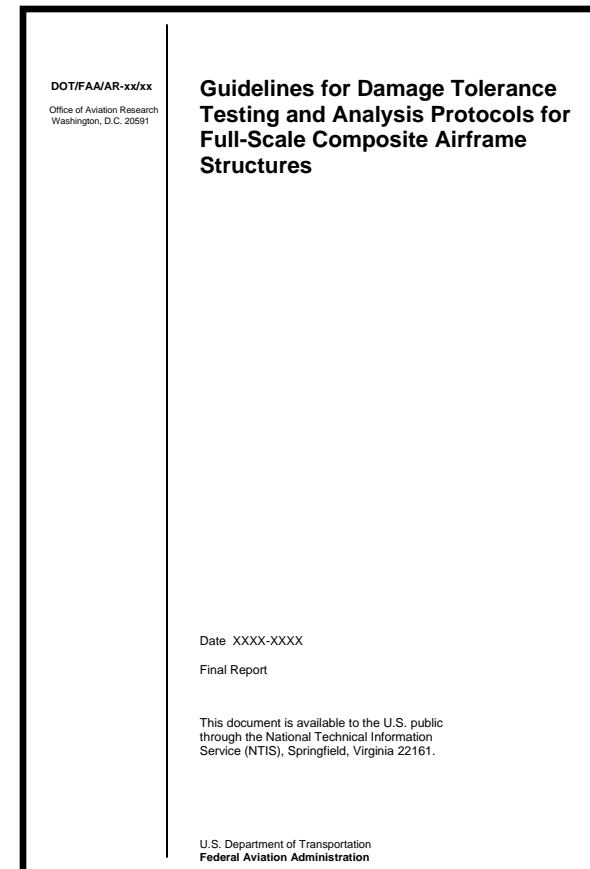 DOT/FAA/AR-xx/xx
Office of Aviation Research
Washington, D.C. 20591
Guidelines for Damage Tolerance
Testing and Analysis Protocols for
Full-Scale Composite Airframe
Structures
Date XXXX-XXXX
Final Report
This document is available to the U.S. public
through the National Technical Information
Service (NTIS), Springfield, Virginia 22161.
U.S. Department of Transportation
Federal Aviation Administration